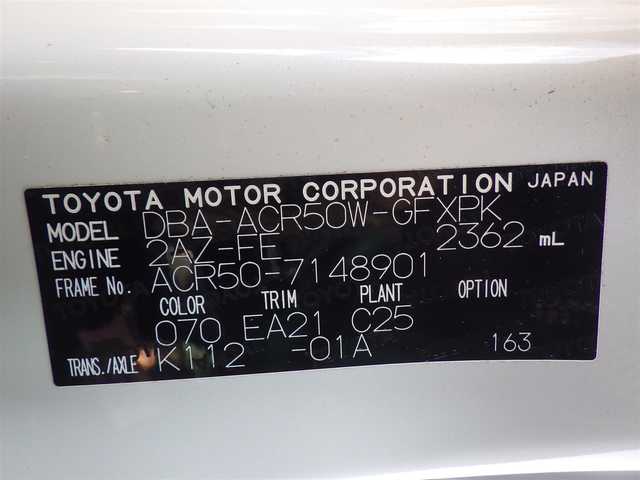 TOYOTA MOTOR CORPORATION JAPAN
MODEL DBA-ACR50W-GFXPK
ENGINE 2AZ-FE 2362 mL
FRAME No. ACR50-7148901
COLOR TRIM PLANT OPTION
070 EA21 C25
TRANS./AXLE K112 -01A 163